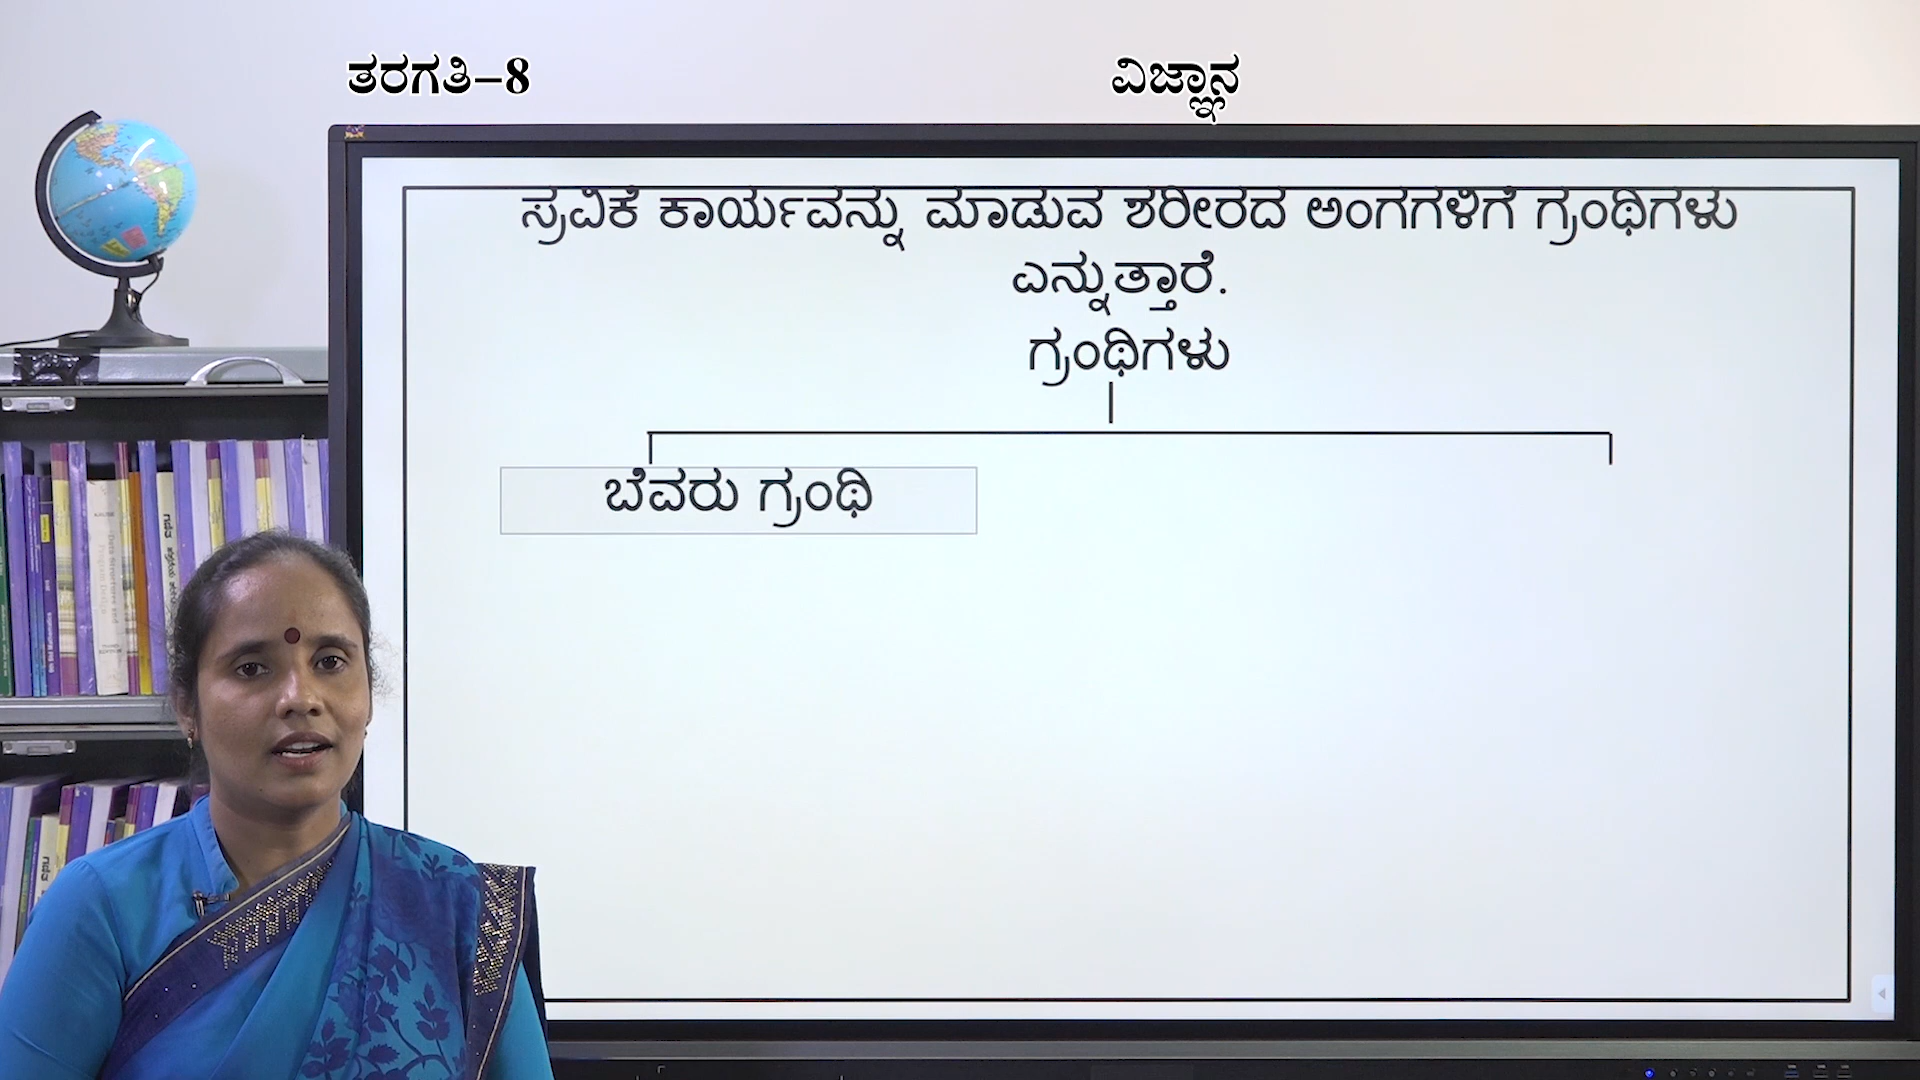 ತರಗತಿ–8
ವಿಜ್ಞಾನ
ಸ್ರವಿಕೆ ಕಾರ್ಯವನ್ನು ಮಾಡುವ ಶರೀರದ ಅಂಗಗಳಿಗೆ ಗ್ರಂಥಿಗಳು
ಎನ್ನುತ್ತಾರೆ.
ಗ್ರಂಥಿಗಳು
ಬೆವರು ಗ್ರಂಥಿ